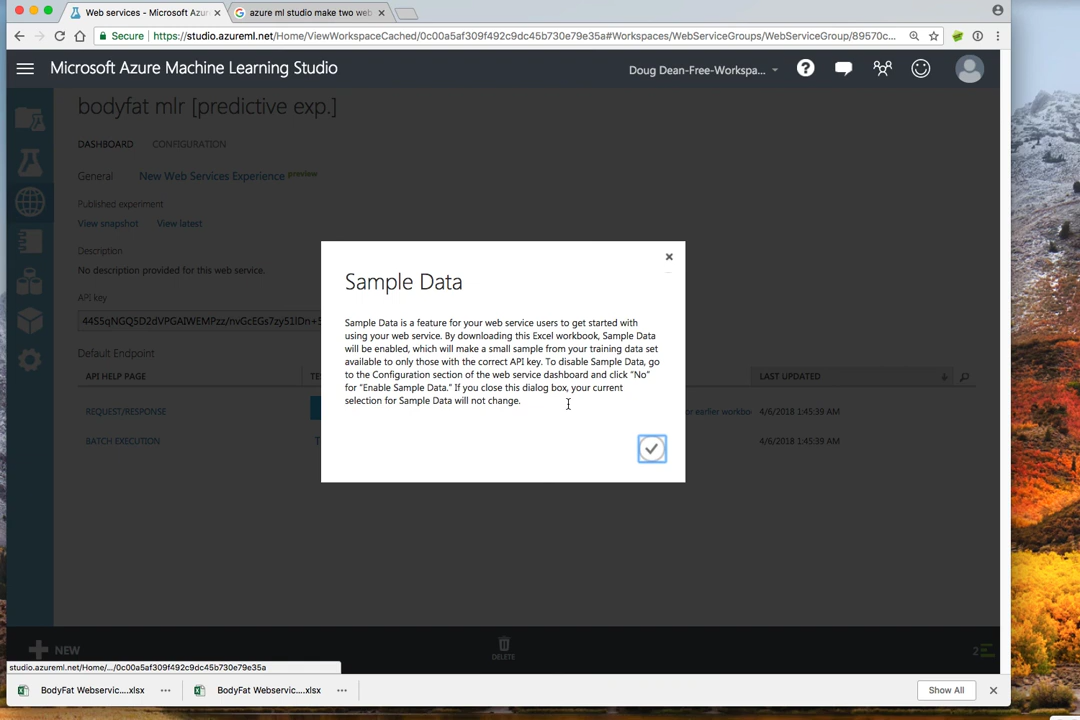 Web services - Microsoft Azur
azure ml studio make two web
Secure
https://studio.azureml.net/Home/ViewWorkspaceCached/0c00a5af309f492c9dc45b730e79e35a#Workspaces/WebServiceGroups/WebServiceGroup/89570c...
Microsoft Azure Machine Learning Studio
Doug Dean-Free-Workspa...
bodyfat mlr [predictive exp.]
DASHBOARD CONFIGURATION
General New Web Services Experience preview
Published experiment
View snapshot View latest
Description
No description provided for this web service.
API key
Default Endpoint
API HELP PAGE
LAST UPDATED
REQUEST/RESPONSE
or earlier workbo
4/6/2018 1:45:39 AM
BATCH EXECUTION
4/6/2018 1:45:39 AM
Sample Data
Sample Data is a feature for your web service users to get started with
using your web service. By downloading this Excel workbook, Sample Data
will be enabled, which will make a small sample from your training data set
available to only those with the correct API key. To disable Sample Data, go
to the Configuration section of the web service dashboard and click "No"
for "Enable Sample Data." If you close this dialog box, your current
selection for Sample Data will not change.
NEW
DELETE
2
studio.azureml.net/Home/.../0c00a5af309f492c9dc45b730e79e35a
BodyFat Webservic....xlsx
BodyFat Webservic....xlsx
Show All